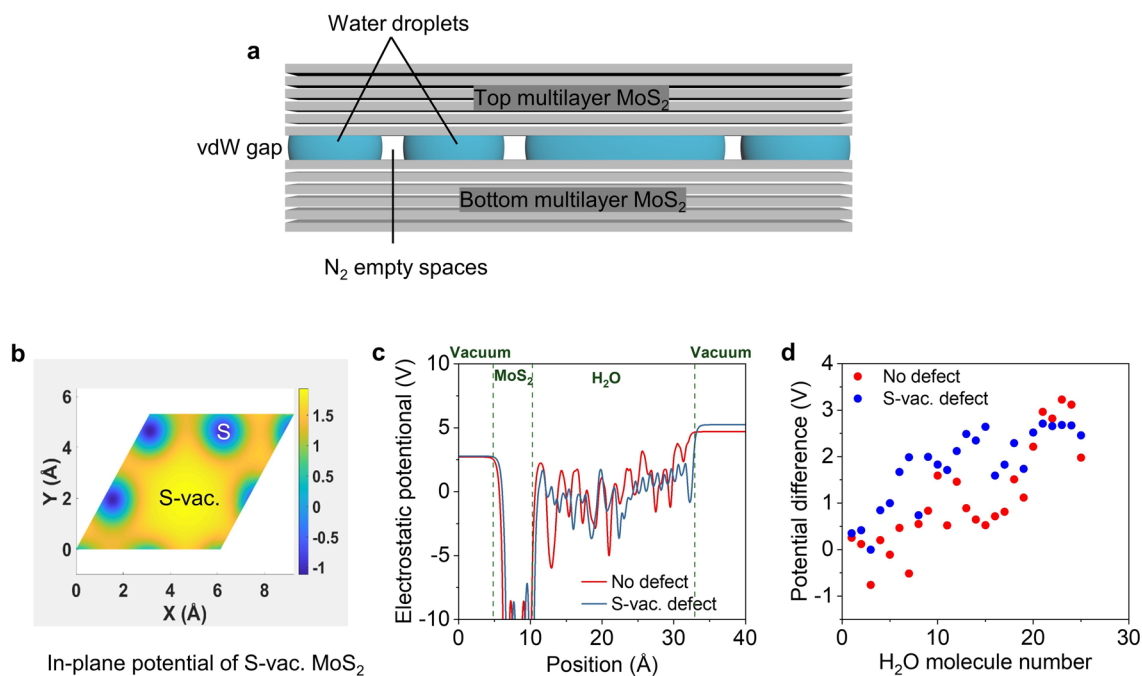 Water droplets
a
Top multilayer MoS₂
vdW gap
Bottom multilayer MoS₂
N₂ empty spaces
b
6
4
2
0
Y (Å)
S
S-vac.
0 2 4 6 8
X (Å)
1.5
1
0.5
0
-0.5
-1
In-plane potential of S-vac. MoS₂
c
Vacuum
MoS₂
H₂O
Vacuum
10
5
0
-5
-10
Electrostatic potentional (V)
No defect
S-vac. defect
0 10 20 30 40
Position (Å)
d
4
3
2
1
0
-1
Potential difference (V)
No defect
S-vac. defect
0 10 20 30
H₂O molecule number